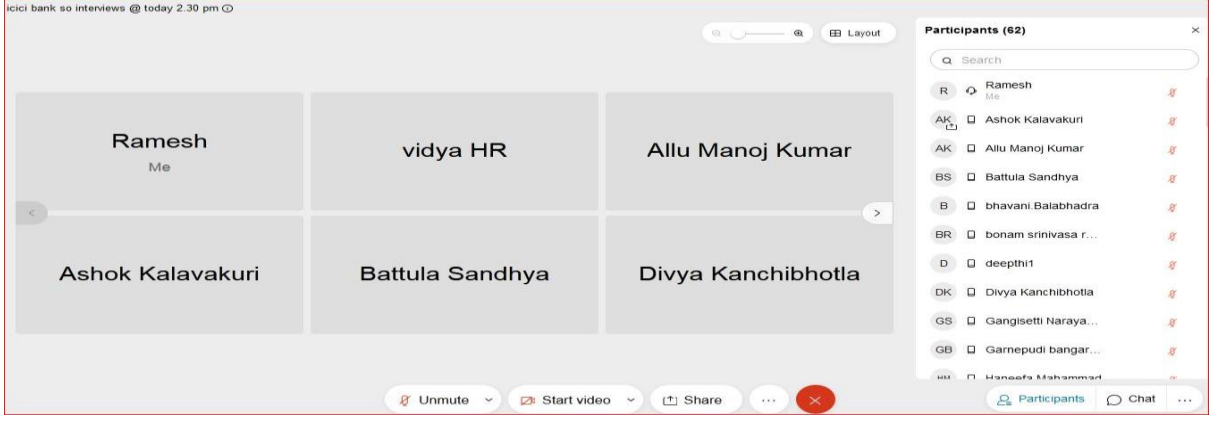 icici bank so interviews @ today 2.30 pm
Layout
Ramesh
Me
vidya HR
Allu Manoj Kumar
Ashok Kalavakuri
Battula Sandhya
Divya Kanchibhotla
Unmute
Start video
Share
Participants (62)
Search
R Ramesh
Me
AK Ashok Kalavakuri
AK Allu Manoj Kumar
BS Battula Sandhya
B bhavani.Balabhadra
BR bonam srinivasa r...
D deepthi1
DK Divya Kanchibhotla
GS Gangisetti Naraya...
GB Garnepudi bangar...
HM Haneefa Mahammad
Participants
Chat